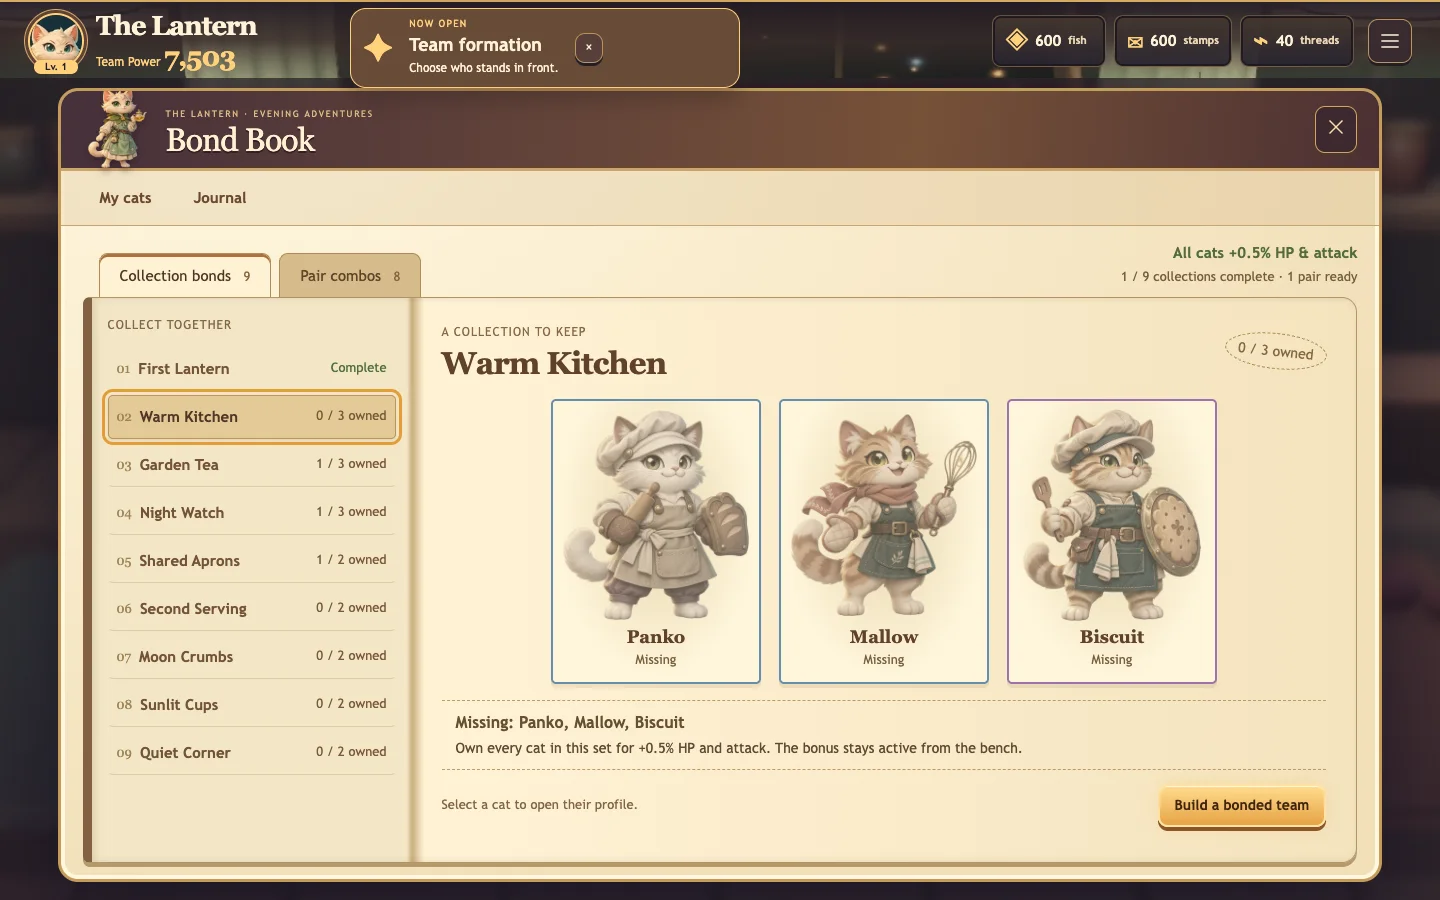 The Lantern
Team Power 7,503
Lv. 1
NOW OPEN
Team formation
Choose who stands in front.
×
600 fish
600 stamps
40 threads
THE LANTERN · EVENING ADVENTURES
Bond Book
My cats
Journal
Collection bonds 9
Pair combos 8
All cats +0.5% HP & attack
1 / 9 collections complete · 1 pair ready
COLLECT TOGETHER
01 First Lantern Complete
02 Warm Kitchen 0 / 3 owned
03 Garden Tea 1 / 3 owned
04 Night Watch 1 / 3 owned
05 Shared Aprons 1 / 2 owned
06 Second Serving 0 / 2 owned
07 Moon Crumbs 0 / 2 owned
08 Sunlit Cups 0 / 2 owned
09 Quiet Corner 0 / 2 owned
A COLLECTION TO KEEP
Warm Kitchen
0 / 3 owned
Panko
Missing
Mallow
Missing
Biscuit
Missing
Missing: Panko, Mallow, Biscuit
Own every cat in this set for +0.5% HP and attack. The bonus stays active from the bench.
Select a cat to open their profile.
Build a bonded team